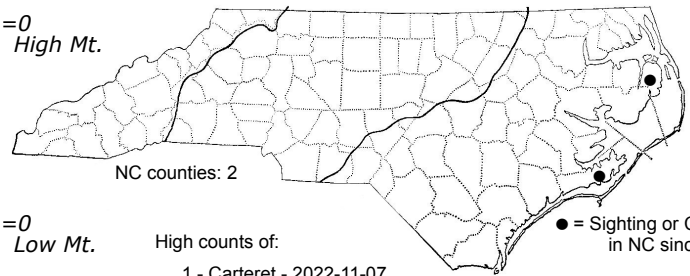 =0
High Mt.
NC counties: 2
=0
Low Mt.
High counts of:
1 - Carteret - 2022-11-07
● = Sighting or
in NC sinc